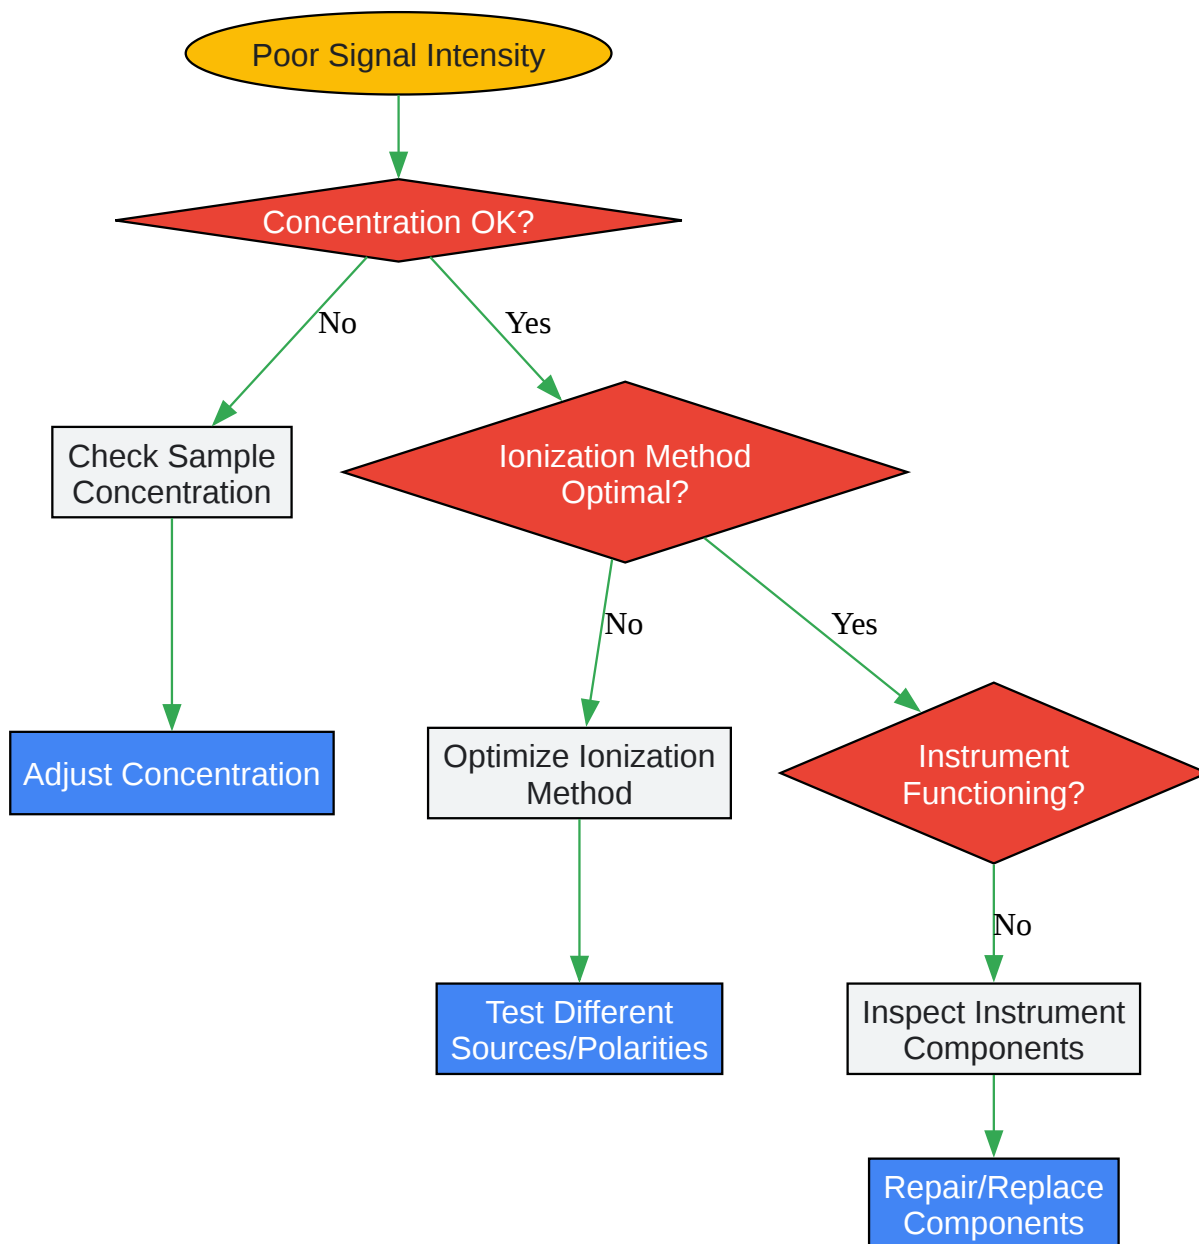 Poor Signal Intensity
Concentration OK?
No
Yes
Check Sample
Concentration
Ionization Method
Optimal?
No
Yes
Adjust Concentration
Optimize Ionization
Method
Instrument
Functioning?
No
Test Different
Sources/Polarities
Inspect Instrument
Components
Repair/Replace
Components